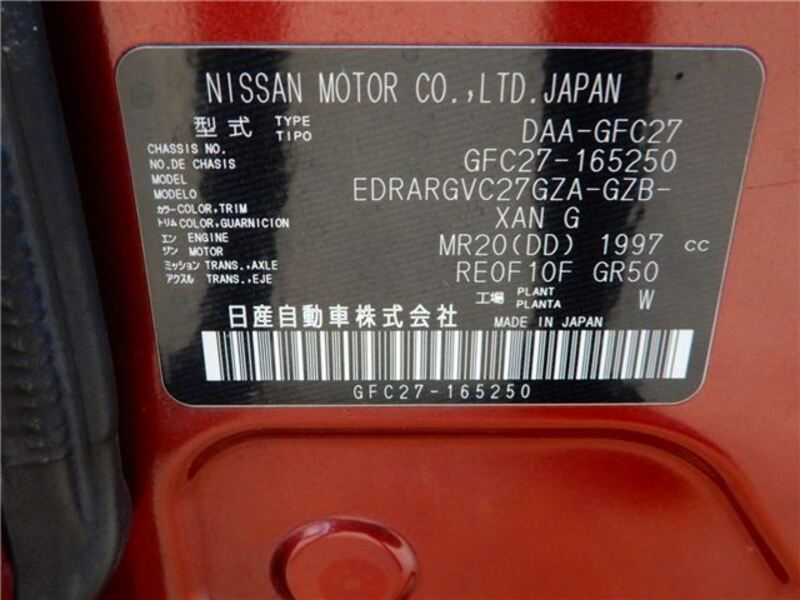 NISSAN MOTOR CO.,LTD.JAPAN
型式 TYPE TIPO DAA-GFC27
CHASSIS NO. NO.DE CHASIS GFC27-165250
MODEL MODELO EDRARGVC27GZA-GZB-
カラー COLOR,TRIM トリム COLOR,GUARNICION XAN G
エン ENGINE ジン MOTOR MR20(DD) 1997 cc
ミッション TRANS.,AXLE アクスル TRANS.,EJE RE0F10F GR50
工場 PLANT PLANTA W
日産自動車株式会社 MADE IN JAPAN
GFC27-165250